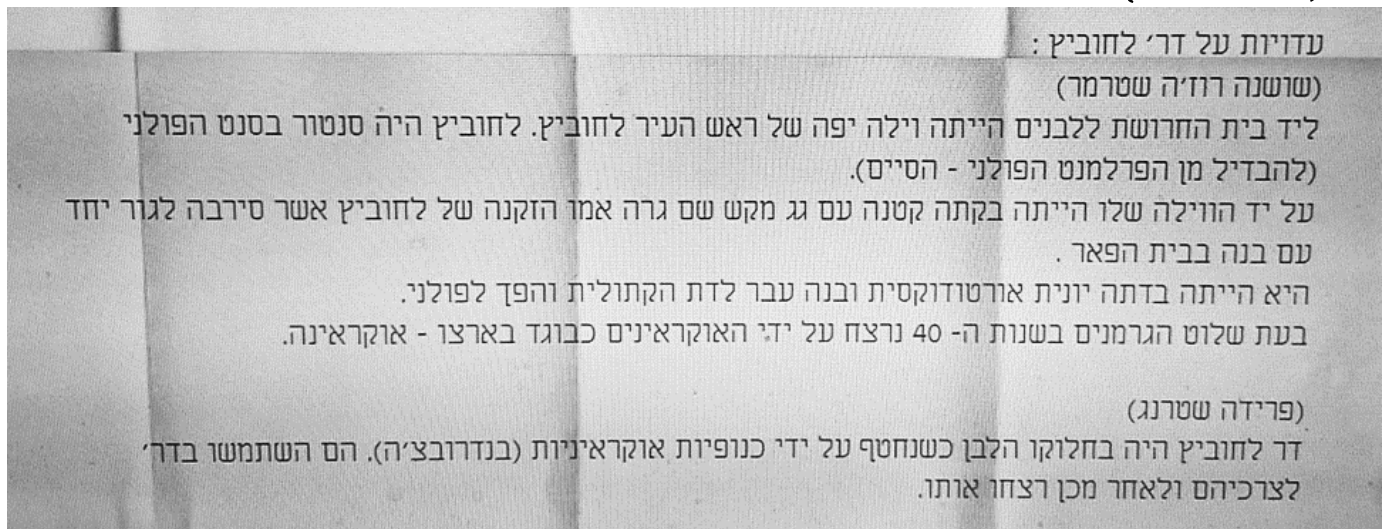 עדויות על דר׳ לחוביץ :
(שושנה רוז׳ה שטרמר)
ליד בית החרושת ללבנים הייתה וילה יפה של ראש העיר לחוביץ. לחוביץ היה סנטור בסנט הפולני
(להבדיל מן הפרלמנט הפולני - הסיים).
על יד הווילה שלו הייתה בקתה קטנה עם גג מקש שם גרה אמו הזקנה של לחוביץ אשר סירבה לגור יחד
עם בנה בבית הפאר .
היא הייתה בדתה יונית אורטודוקסית ובנה עבר לדת הקתולית והפך לפולני.
בעת שלוט הגרמנים בשנות ה- 40 נרצח על ידי האוקראינים כבוגד בארצו - אוקראינה.
(פרידה שטרנג)
דר לחוביץ היה בחלוקו הלבן כשנחטף על ידי כנופיות אוקראיניות (בנדרובצ׳ה). הם השתמשו בדר׳
לצרכיהם ולאחר מכן רצחו אותו.